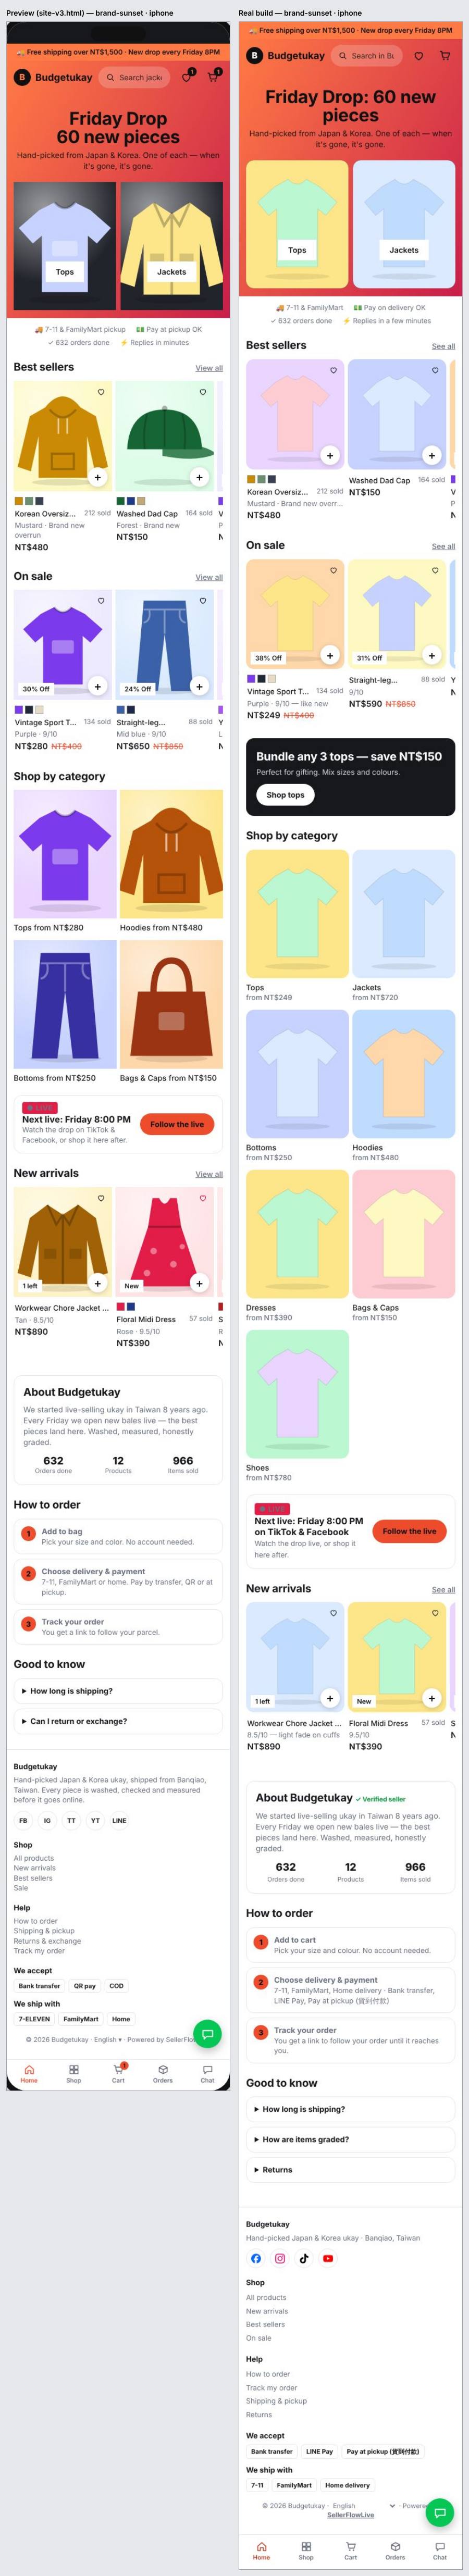 Preview (site-v3.html) — brand-sunset · iphone
🚚 Free shipping over NT$1,500 · New drop every Friday 8PM
B Budgetukay Search jack 1 1
Friday Drop
60 new pieces
Hand-picked from Japan & Korea. One of each — when
it's gone, it's gone.
Tops Jackets
🚚 7-11 & FamilyMart pickup 💵 Pay at pickup OK
✓ 632 orders done ⚡ Replies in minutes
Best sellers View all
Korean Oversiz... 212 sold Washed Dad Cap 164 sold
Mustard · Brand new Forest · Brand new
overrun NT$150
NT$480
On sale View all
30% Off 24% Off
Vintage Sport T... 134 sold Straight-leg... 88 sold
Purple · 9/10 Mid blue · 9/10
NT$280 NT$400 NT$650 NT$850
Shop by category
Tops from NT$280 Hoodies from NT$480
Bottoms from NT$250 Bags & Caps from NT$150
LIVE
Next live: Friday 8:00 PM
Watch the drop on TikTok &
Facebook, or shop it here after.
Follow the live
New arrivals View all
1 left New
Workwear Chore Jacket ... Floral Midi Dress 57 sold
Tan · 8.5/10 Rose · 9.5/10
NT$890 NT$390
About Budgetukay
We started live-selling ukay in Taiwan 8 years ago.
Every Friday we open new bales live — the best
pieces land here. Washed, measured, honestly
graded.
632 12 966
Orders done Products Items sold
How to order
1 Add to bag
Pick your size and color. No account needed.
2 Choose delivery & payment
7-11, FamilyMart or home. Pay by transfer, QR or at
pickup.
3 Track your order
You get a link to follow your parcel.
Good to know
▶ How long is shipping?
▶ Can I return or exchange?
Budgetukay
Hand-picked Japan & Korea ukay, shipped from Banqiao,
Taiwan. Every piece is washed, checked and measured
before it goes online.
FB IG TT YT LINE
Shop
All products
New arrivals
Best sellers
Sale
Help
How to order
Shipping & pickup
Returns & exchange
Track my order
We accept
Bank transfer QR pay COD
We ship with
7-ELEVEN FamilyMart Home
© 2026 Budgetukay · English ▾ · Powered by SellerFlo
1
Home Shop Cart Orders Chat
Real build — brand-sunset · iphone
🚚 Free shipping over NT$1,500 · New drop every Friday 8PM
B Budgetukay Search in Bu
Friday Drop: 60 new
pieces
Hand-picked from Japan & Korea. One of each — when
it's gone, it's gone.
Tops Jackets
🚚 7-11 & FamilyMart 💵 Pay on delivery OK
✓ 632 orders done ⚡ Replies in a few minutes
Best sellers See all
Korean Oversiz... 212 sold Washed Dad Cap 164 sold
Mustard · Brand new overr... NT$150
NT$480
On sale See all
38% Off 31% Off
Vintage Sport T... 134 sold Straight-leg... 88 sold
Purple · 9/10 — like new 9/10
NT$249 NT$400 NT$590 NT$850
Bundle any 3 tops — save NT$150
Perfect for gifting. Mix sizes and colours.
Shop tops
Shop by category
Tops Jackets
from NT$249 from NT$720
Bottoms Hoodies
from NT$250 from NT$480
Dresses Bags & Caps
from NT$390 from NT$150
Shoes
from NT$780
LIVE
Next live: Friday 8:00 PM
on TikTok & Facebook
Watch the drop live, or shop it
here after.
Follow the live
New arrivals See all
1 left New
Workwear Chore Jacket ... Floral Midi Dress 57 sold
8.5/10 — light fade on cuffs 9.5/10
NT$890 NT$390
About Budgetukay ✓ Verified seller
We started live-selling ukay in Taiwan 8 years ago.
Every Friday we open new bales live — the best
pieces land here. Washed, measured, honestly
graded.
632 12 966
Orders done Products Items sold
How to order
1 Add to cart
Pick your size and colour. No account needed.
2 Choose delivery & payment
7-11, FamilyMart, Home delivery · Bank transfer,
LINE Pay, Pay at pickup (貨到付款)
3 Track your order
You get a link to follow your order until it reaches
you.
Good to know
▶ How long is shipping?
▶ How are items graded?
▶ Returns
Budgetukay
Hand-picked Japan & Korea ukay · Banqiao, Taiwan
Shop
All products
New arrivals
Best sellers
On sale
Help
How to order
Track my order
Shipping & pickup
Returns
We accept
Bank transfer LINE Pay Pay at pickup (貨到付款)
We ship with
7-11 FamilyMart Home delivery
© 2026 Budgetukay · English · Powere
SellerFlowLive
Home Shop Cart Orders Chat